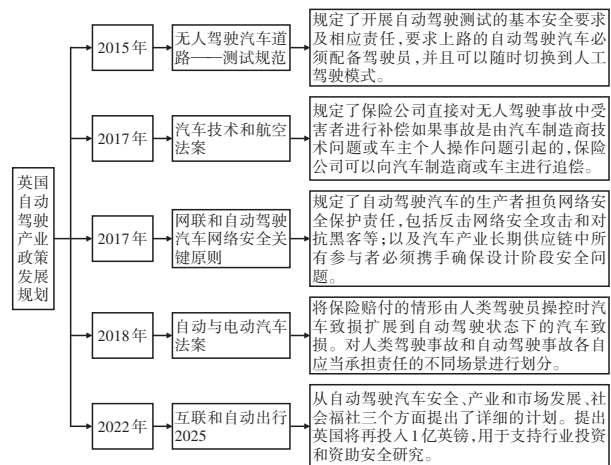 英国
自动
驾驶
产业
政策
发展
规划
2015年
无人驾驶汽车道
路——测试规范
规定了开展自动驾驶测试的基本安全要求
及相应责任,要求上路的自动驾驶汽车必
须配备驾驶员,并且可以随时切换到人工
驾驶模式。
2017年
汽车技术和航空
法案
规定了保险公司直接对无人驾驶事故中受
害者进行补偿如果事故是由汽车制造商技
术问题或车主个人操作问题引起的,保险
公司可以向汽车制造商或车主进行追偿。
2017年
网联和自动驾驶
汽车网络安全关
键原则
规定了自动驾驶汽车的生产者担负网络安
全保护责任,包括反击网络安全攻击和对
抗黑客等;以及汽车产业长期供应链中所
有参与者必须携手确保设计阶段安全问
题。
2018年
自动与电动汽车
法案
将保险赔付的情形由人类驾驶员操控时汽
车致损扩展到自动驾驶状态下的汽车致
损。对人类驾驶事故和自动驾驶事故各自
应当承担责任的不同场景进行划分。
2022年
互联和自动出行
2025
从自动驾驶汽车安全、产业和市场发展、社
会福社三个方面提出了详细的计划。提出
英国将再投入1亿英镑,用于支持行业投资
和资助安全研究。